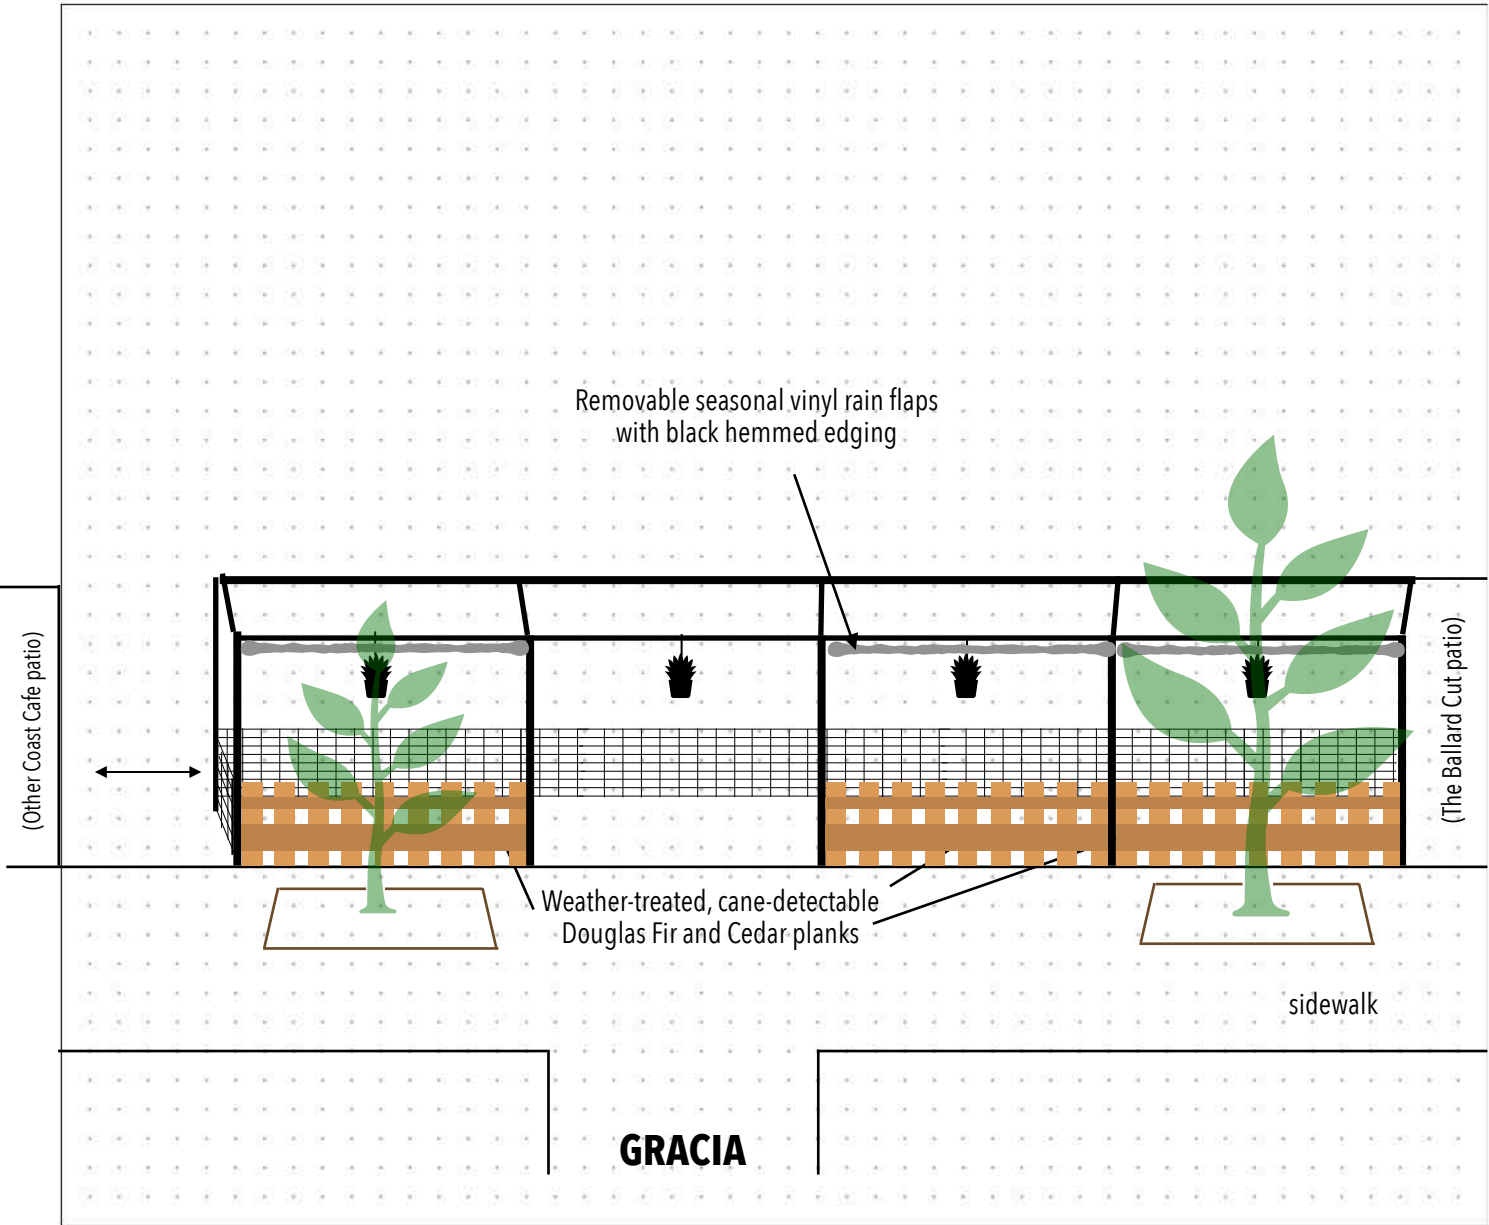 Removable seasonal vinyl rain flaps
with black hemmed edging
(Other Coast Cafe patio)
(The Ballard Cut patio)
Weather-treated, cane-detectable
Douglas Fir and Cedar planks
sidewalk
GRACIA